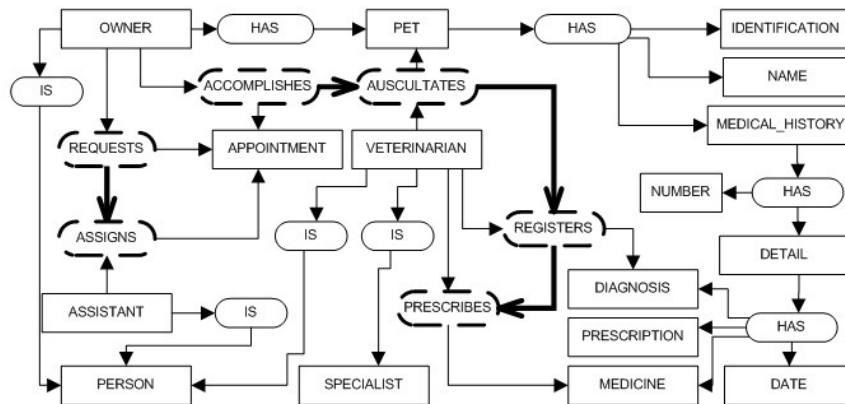 OWNER
HAS
PET
HAS
IDENTIFICATION
NAME
IS
ACCOMPLISHES
AUSCULTATES
MEDICAL_HISTORY
REQUESTS
APPOINTMENT
VETERINARIAN
NUMBER
HAS
ASSIGNS
IS
IS
REGISTERS
DETAIL
DIAGNOSIS
ASSISTANT
IS
PRESCRIBES
PRESCRIPTION
HAS
PERSON
SPECIALIST
MEDICINE
DATE